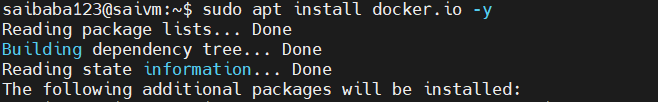 saibaba123@saivm:~$ sudo apt install docker.io -y
Reading package lists... Done
Building dependency tree... Done
Reading state information... Done
The following additional packages will be installed: